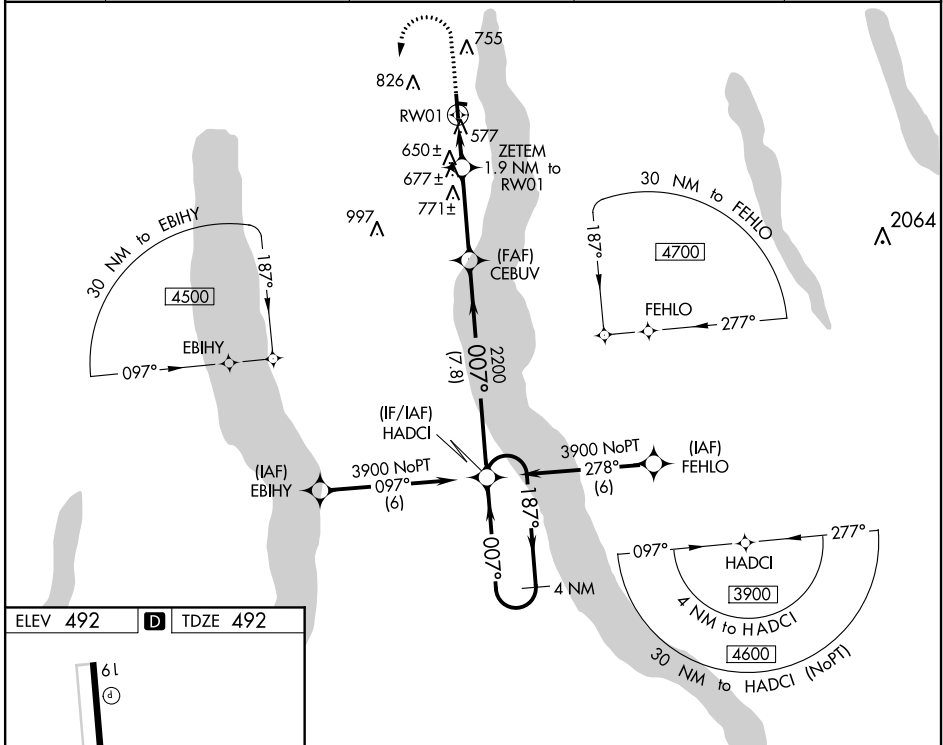 755
826
RW01
577
650±
ZETEM
1.9 NM to
RW01
677±
771±
997
30 NM to EBIHY
187°
4500
EBIHY
097°
(FAF)
CEBUV
30 NM to FEHLO
187°
4700
FEHLO
277°
2064
2200
007°
(7.8)
(IF/IAF)
HADCI
(IAF)
EBIHY
3900 NoPT
097°
(6)
3900 NoPT
278°
(6)
(IAF)
FEHLO
187°
007°
4 NM
097°
277°
HADCI
3900
4 NM to HADCI
4600
30 NM to HADCI (NoPT)
ELEV 492
D
TDZE 492
19
P